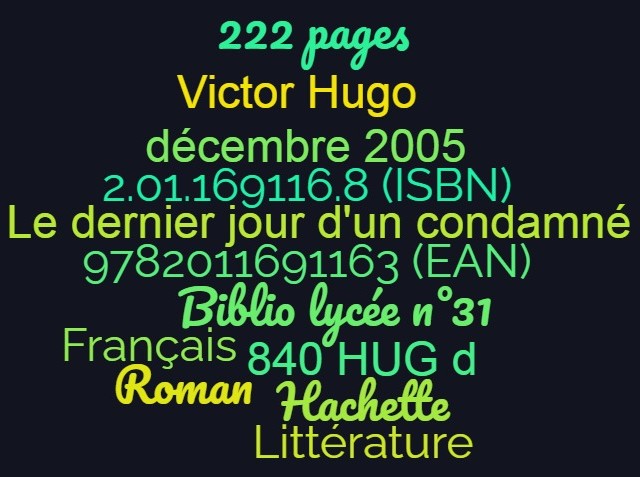 222 pages
Victor Hugo
décembre 2005
2.01.169116.8 (ISBN)
Le dernier jour d'un condamné
9782011691163 (EAN)
Biblio lycée n°31
Français
840 HUG d
Roman
Hachette
Littérature